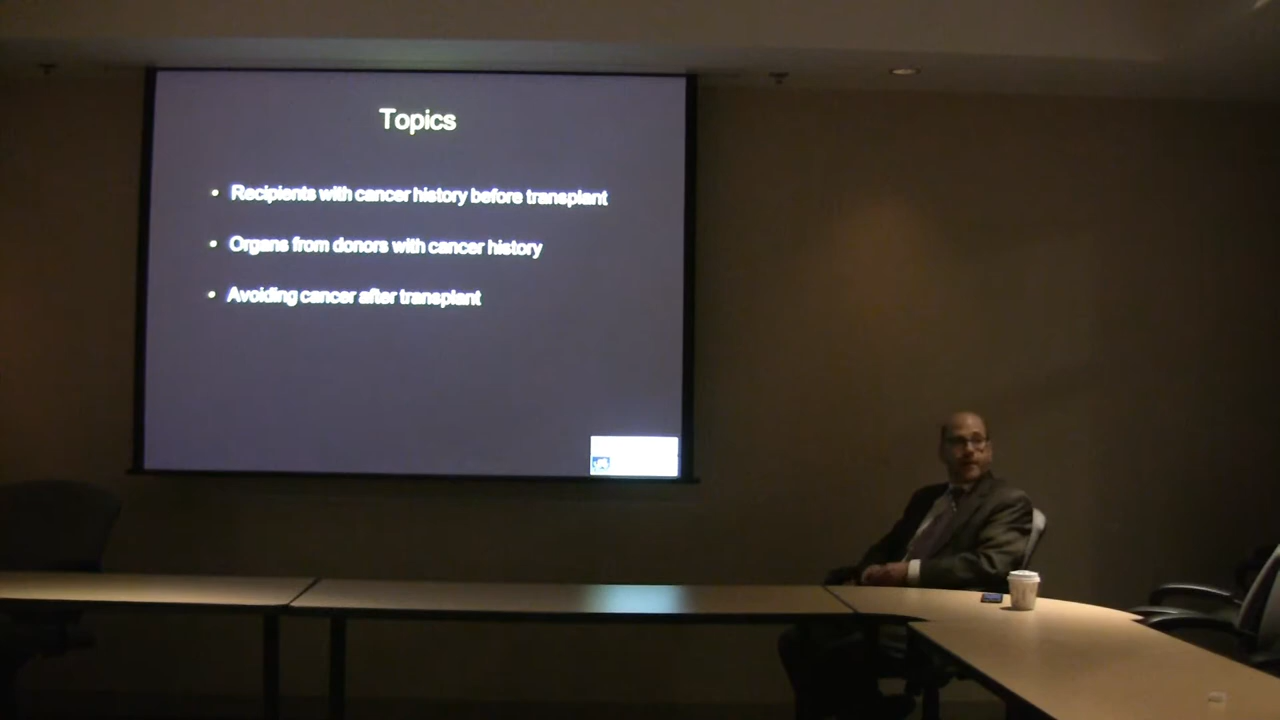 Topics
• Recipients with cancer history before transplant
• Organs from donors with cancer history
• Avoiding cancer after transplant